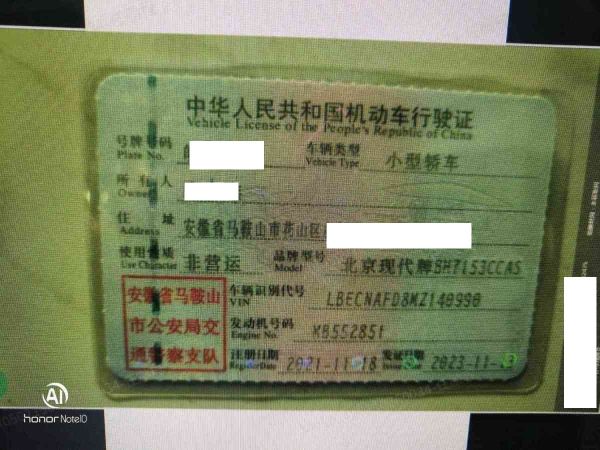 中华人民共和国机动车行驶证
Vehicle License of the People's Republic of China
号牌号码
Plate No.
车辆类型
Vehicle Type
小型轿车
所有人
Owner
住址
Address
安徽省马鞍山市花山区
使用性质
Use Character
非营运
品牌型号
Model
北京现代牌BH7153CCAS
安徽省马鞍山
市公安局交
通警察支队
车辆识别代号
VIN
LBECNAFD8MZ140990
发动机号码
Engine No.
注册日期
Register Date
2021-11-18
发证日期
Issue Date
2023-11-
AI
honor Note10